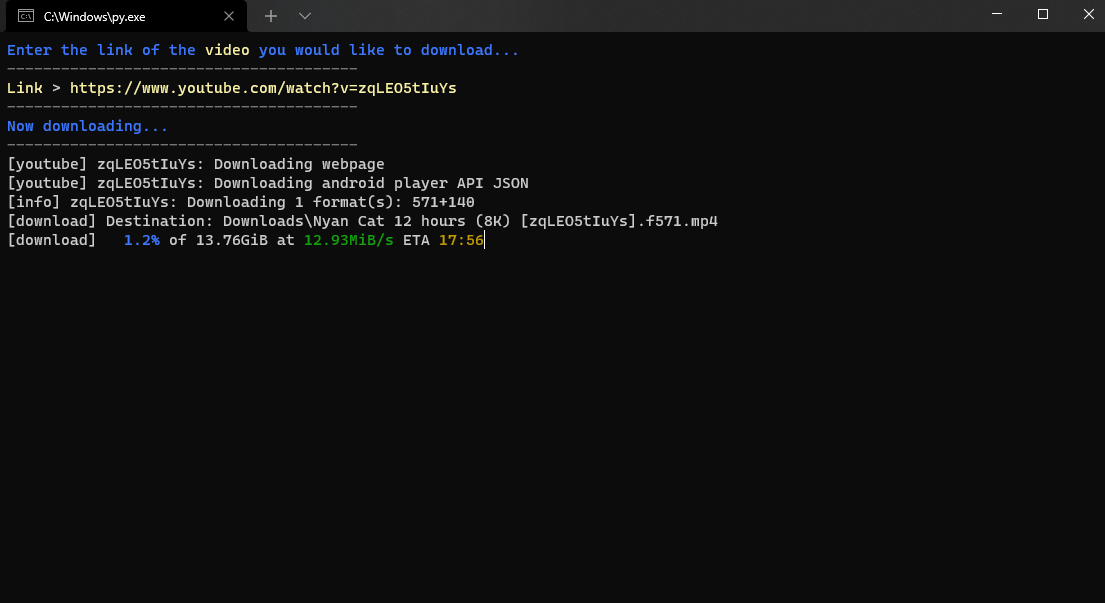 C:\Windows\py.exe
Enter the link of the video you would like to download...
---------------------------------------
Link > https://www.youtube.com/watch?v=zqLEO5tIuYs
---------------------------------------
Now downloading...
---------------------------------------
[youtube] zqLEO5tIuYs: Downloading webpage
[youtube] zqLEO5tIuYs: Downloading android player API JSON
[info] zqLEO5tIuYs: Downloading 1 format(s): 571+140
[download] Destination: Downloads\Nyan Cat 12 hours (8K) [zqLEO5tIuYs].f571.mp4
[download]   1.2% of 13.76GiB at 12.93MiB/s ETA 17:56